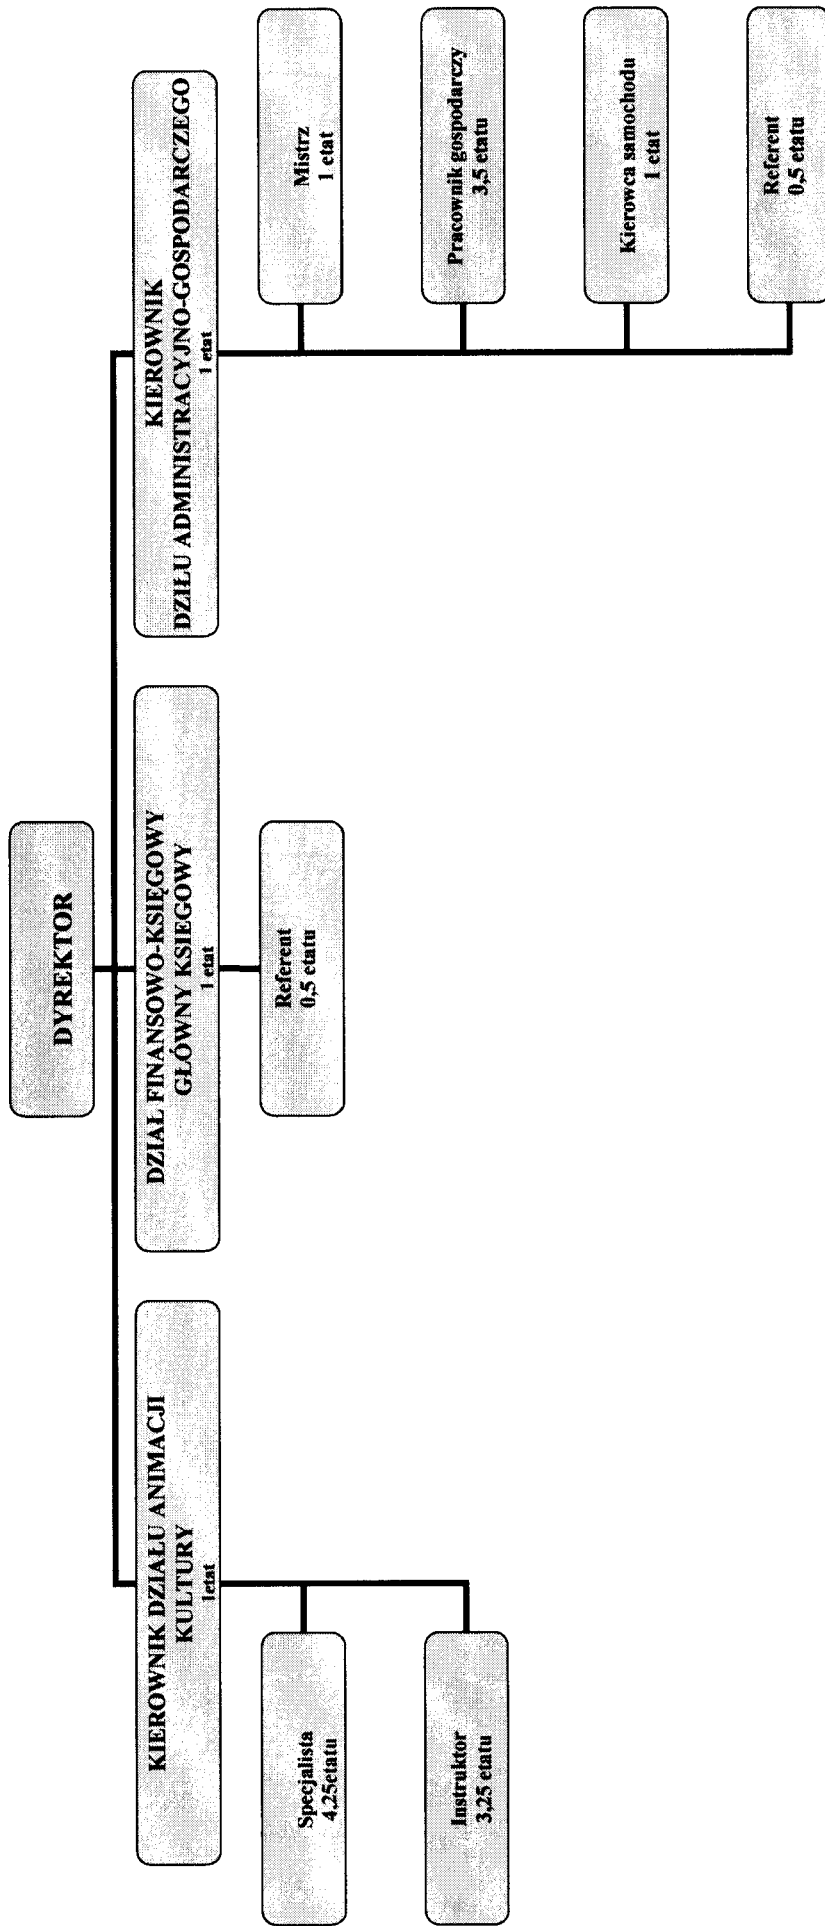 DYREKTOR
KIEROWNIK DZIAŁU ANIMACJI
KULTURY
1etat
Specjalista
4,25etatu
Instruktor
3,25 etatu
DZIAŁ FINANSOWO-KSIĘGOWY
GŁÓWNY KSIEGOWY
1 etat
Referent
0,5 etatu
KIEROWNIK
DZIŁU ADMINISTRACYJNO-GOSPODARCZEGO
1 etat
Mistrz
1 etat
Pracownik gospodarczy
3,5 etatu
Kierowca samochodu
1 etat
Referent
0,5 etatu